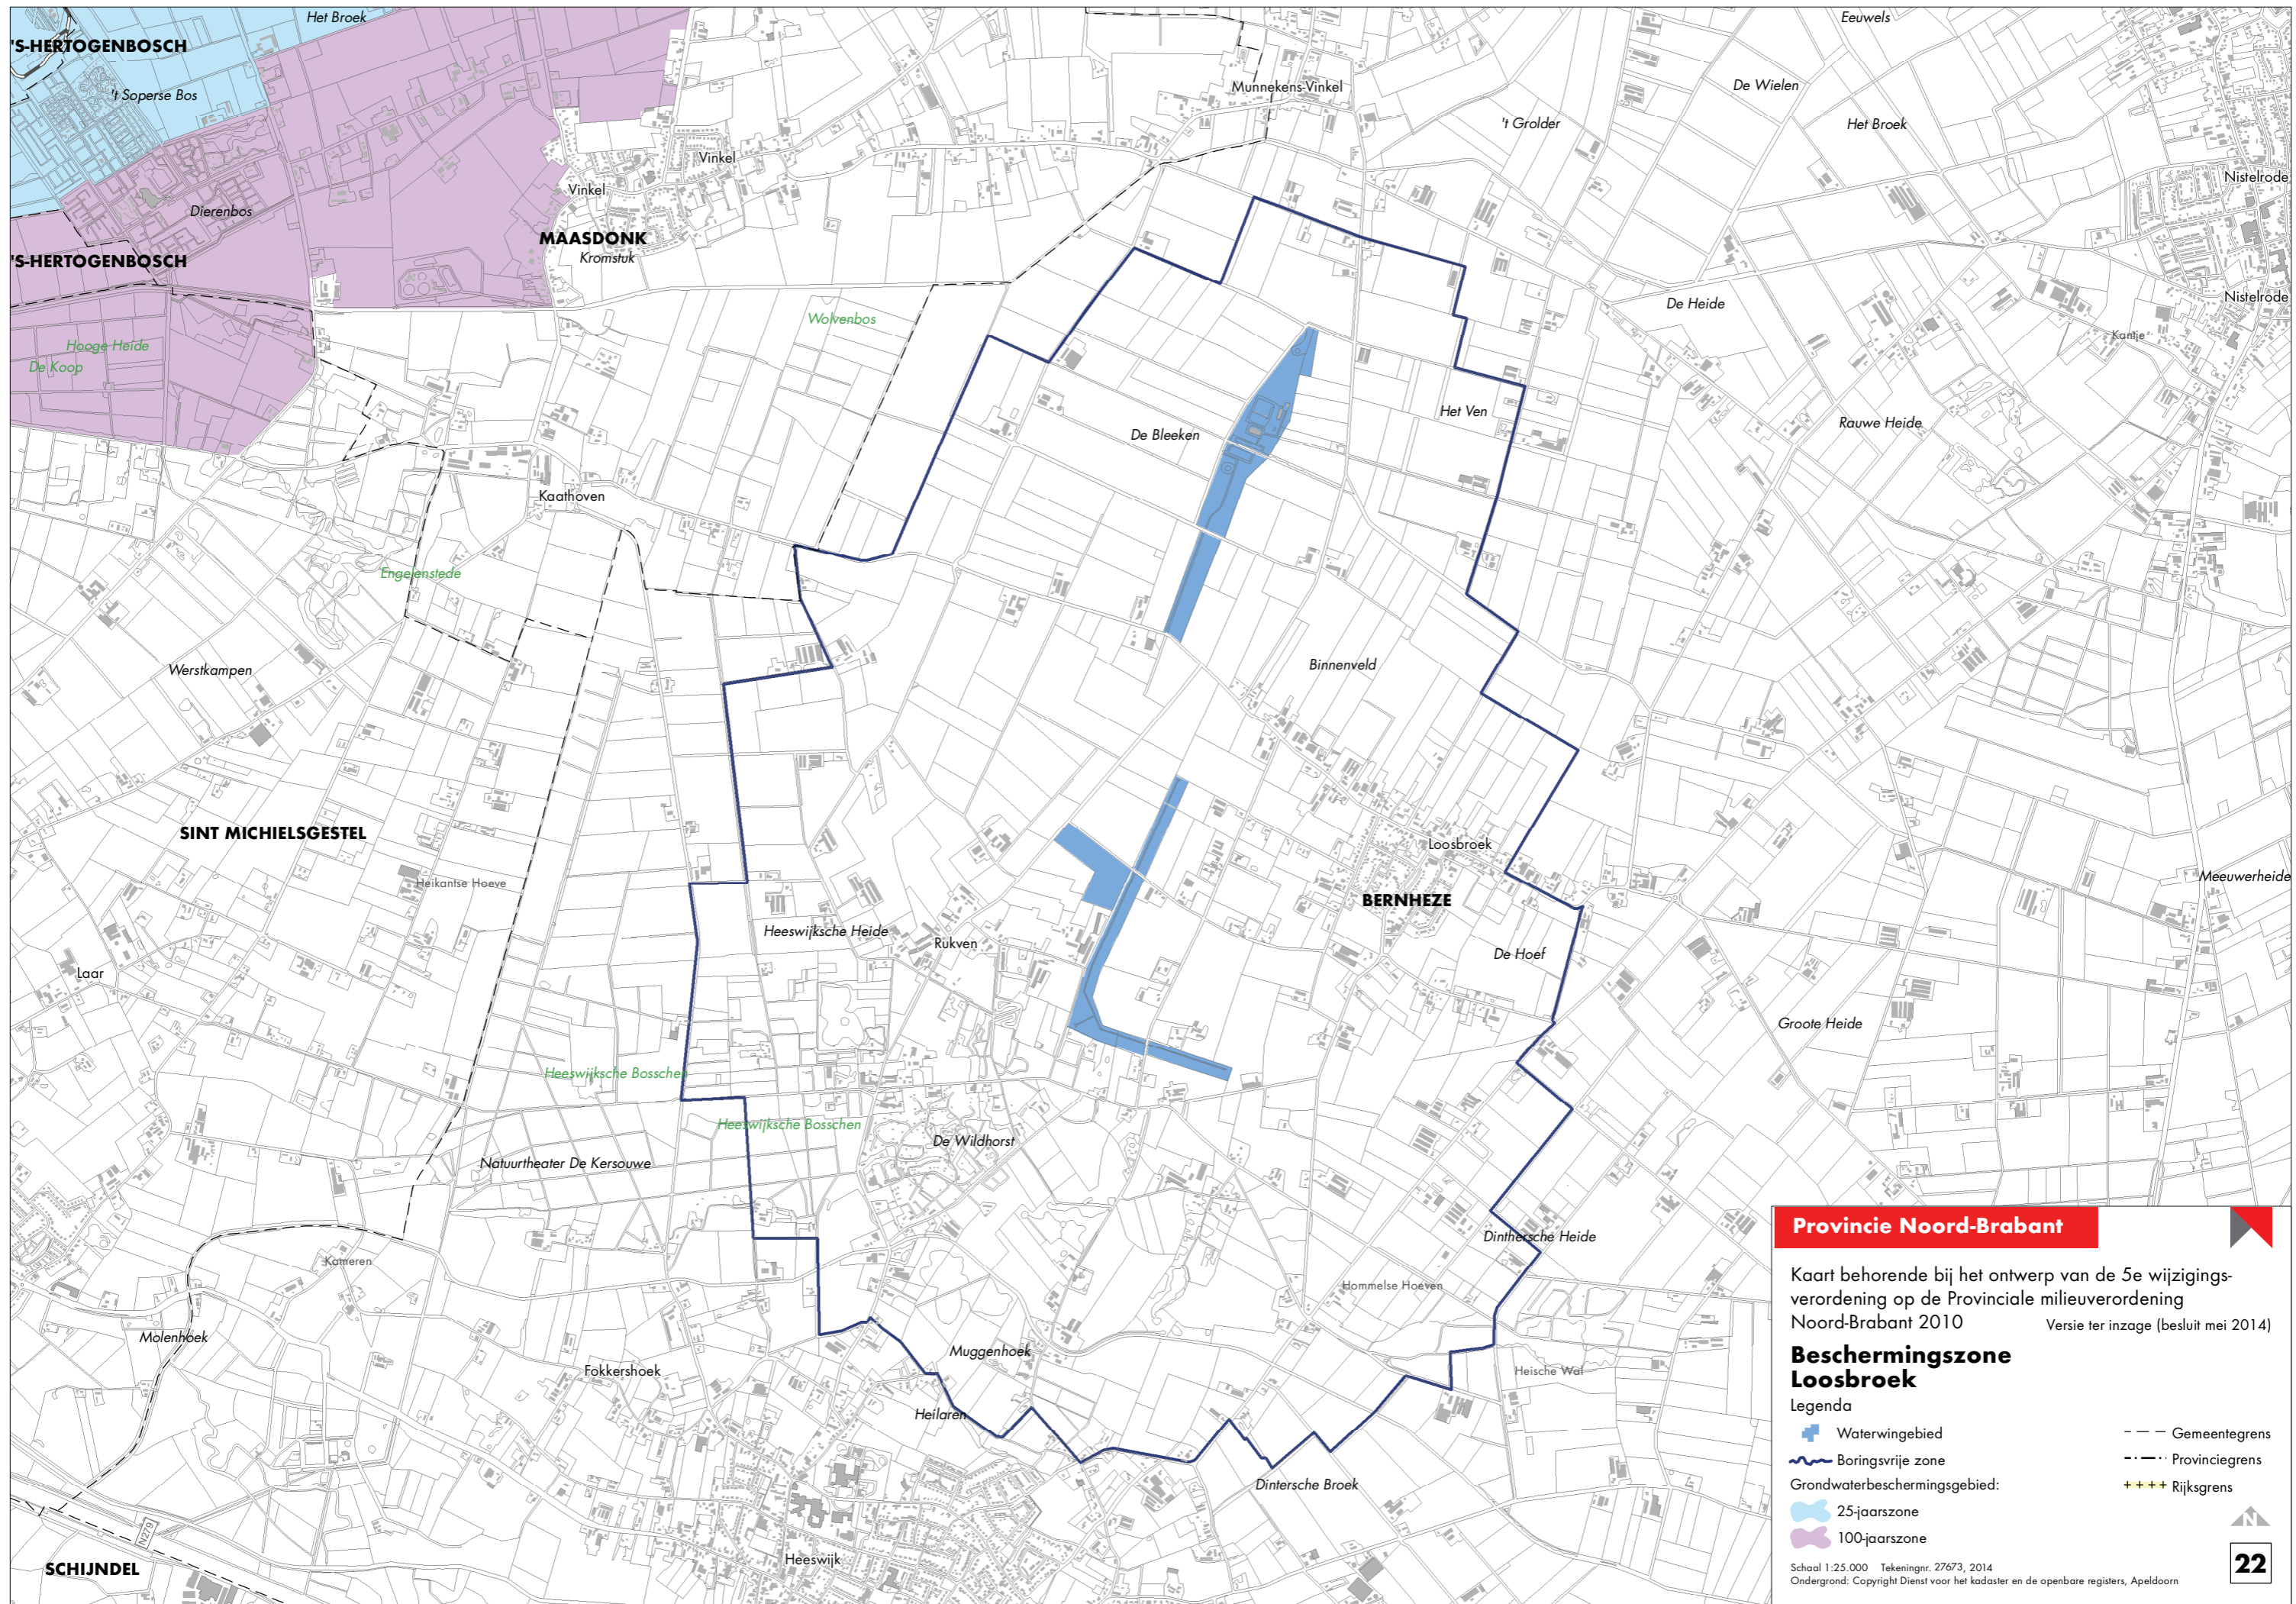 Het Broek
Eeuwels
'S-HERTOGENBOSCH
't Soperse Bos
Munnekens-Vinkel
De Wielen
't Grolder
Het Broek
Vinkel
Nistelrode
Vinkel
Dierenbos
MAASDONK
Kromstuk
'S-HERTOGENBOSCH
Nistelrode
De Heide
Wolvenbos
Kantje
Hooge Heide
De Koop
Het Ven
Rauwe Heide
De Bleeken
Kaathoven
Engelenstede
Werstkampen
Binnenveld
SINT MICHIELSGESTEL
Loosbroek
Heikantse Hoeve
Meeuwerheide
BERNHEZE
Heeswijksche Heide
Rukven
De Hoef
Laar
Groote Heide
Heeswijksche Bosschen
Heeswijksche Bosschen
De Wildhorst
Natuurtheater De Kersouwe
Dinthersche Heide
Kameren
Hommelse Hoeven
Molenhoek
Muggenhoek
Fokkershoek
Heische Wal
Heilaren
Dintersche Broek
N279
Heeswijk
SCHIJNDEL
Provincie Noord-Brabant
Kaart behorende bij het ontwerp van de 5e wijzigings-
verordening op de Provinciale milieuverordening
Noord-Brabant 2010 Versie ter inzage (besluit mei 2014)
Beschermingszone
Loosbroek
Legenda
Waterwingebied
Boringsvrije zone
Grondwaterbeschermingsgebied:
25-jaarszone
100-jaarszone
Gemeentegrens
Provinciegrens
Rijksgrens
N
Schaal 1:25.000 Tekeningnr. 27673, 2014
Ondergrond: Copyright Dienst voor het kadaster en de openbare registers, Apeldoorn
22